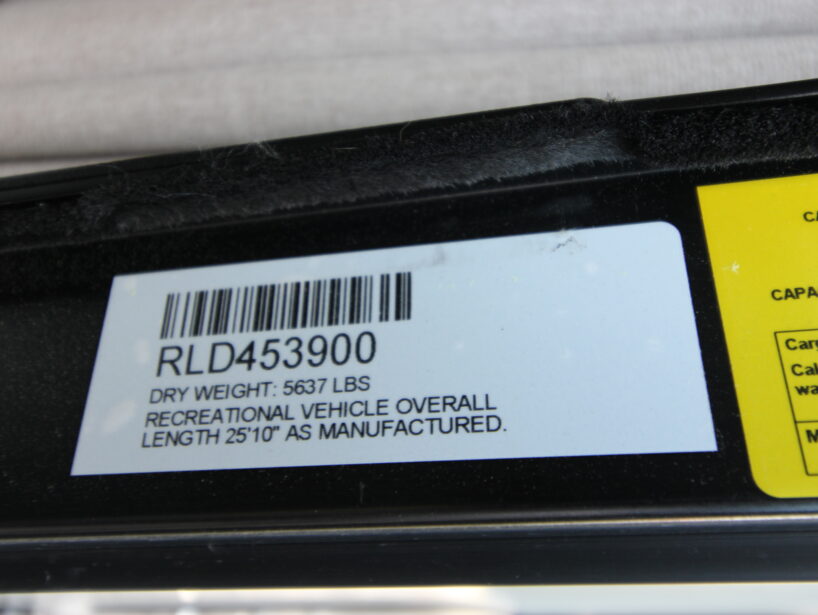 RLD453900
DRY WEIGHT: 5637 LBS
RECREATIONAL VEHICLE OVERALL
LENGTH 25'10" AS MANUFACTURED.